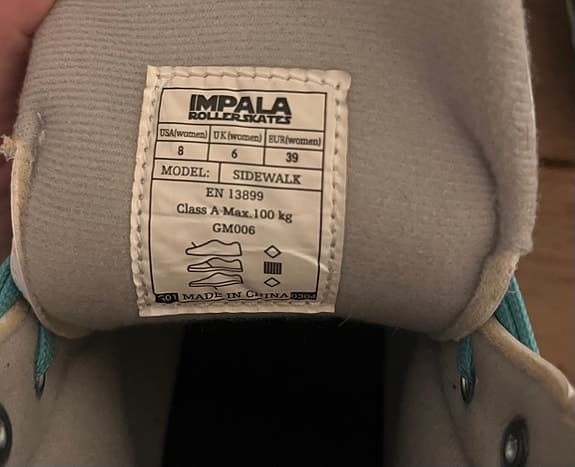 IMPALA
ROLLERSKATES
USA(women) UK(women) EUR(women)
8 6 39
MODEL: SIDEWALK
EN 13899
Class A Max.100 kg
GM006
MADE IN CHINA